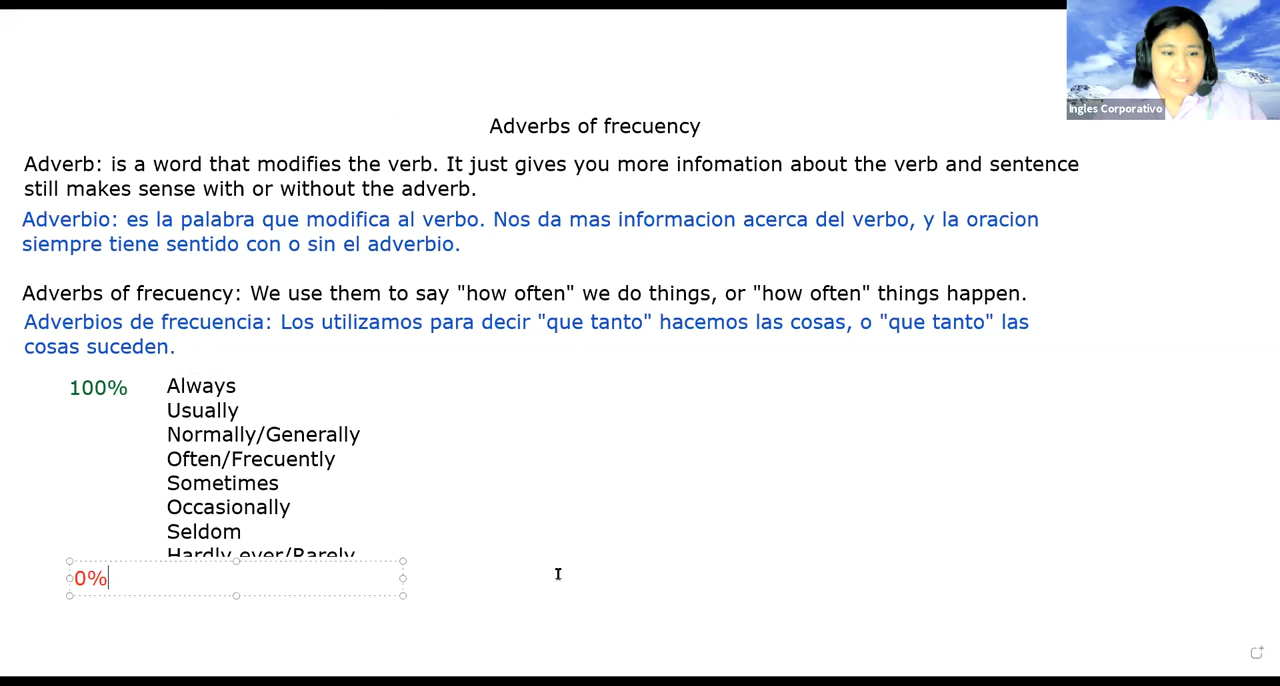 Ingles Corporativo
Adverbs of frecuency
Adverb: is a word that modifies the verb. It just gives you more infomation about the verb and sentence
still makes sense with or without the adverb.
Adverbio: es la palabra que modifica al verbo. Nos da mas informacion acerca del verbo, y la oracion
siempre tiene sentido con o sin el adverbio.
Adverbs of frecuency: We use them to say "how often" we do things, or "how often" things happen.
Adverbios de frecuencia: Los utilizamos para decir "que tanto" hacemos las cosas, o "que tanto" las
cosas suceden.
100% Always
Usually
Normally/Generally
Often/Frecuently
Sometimes
Occasionally
Seldom
Hardly ever/Rarely
0%